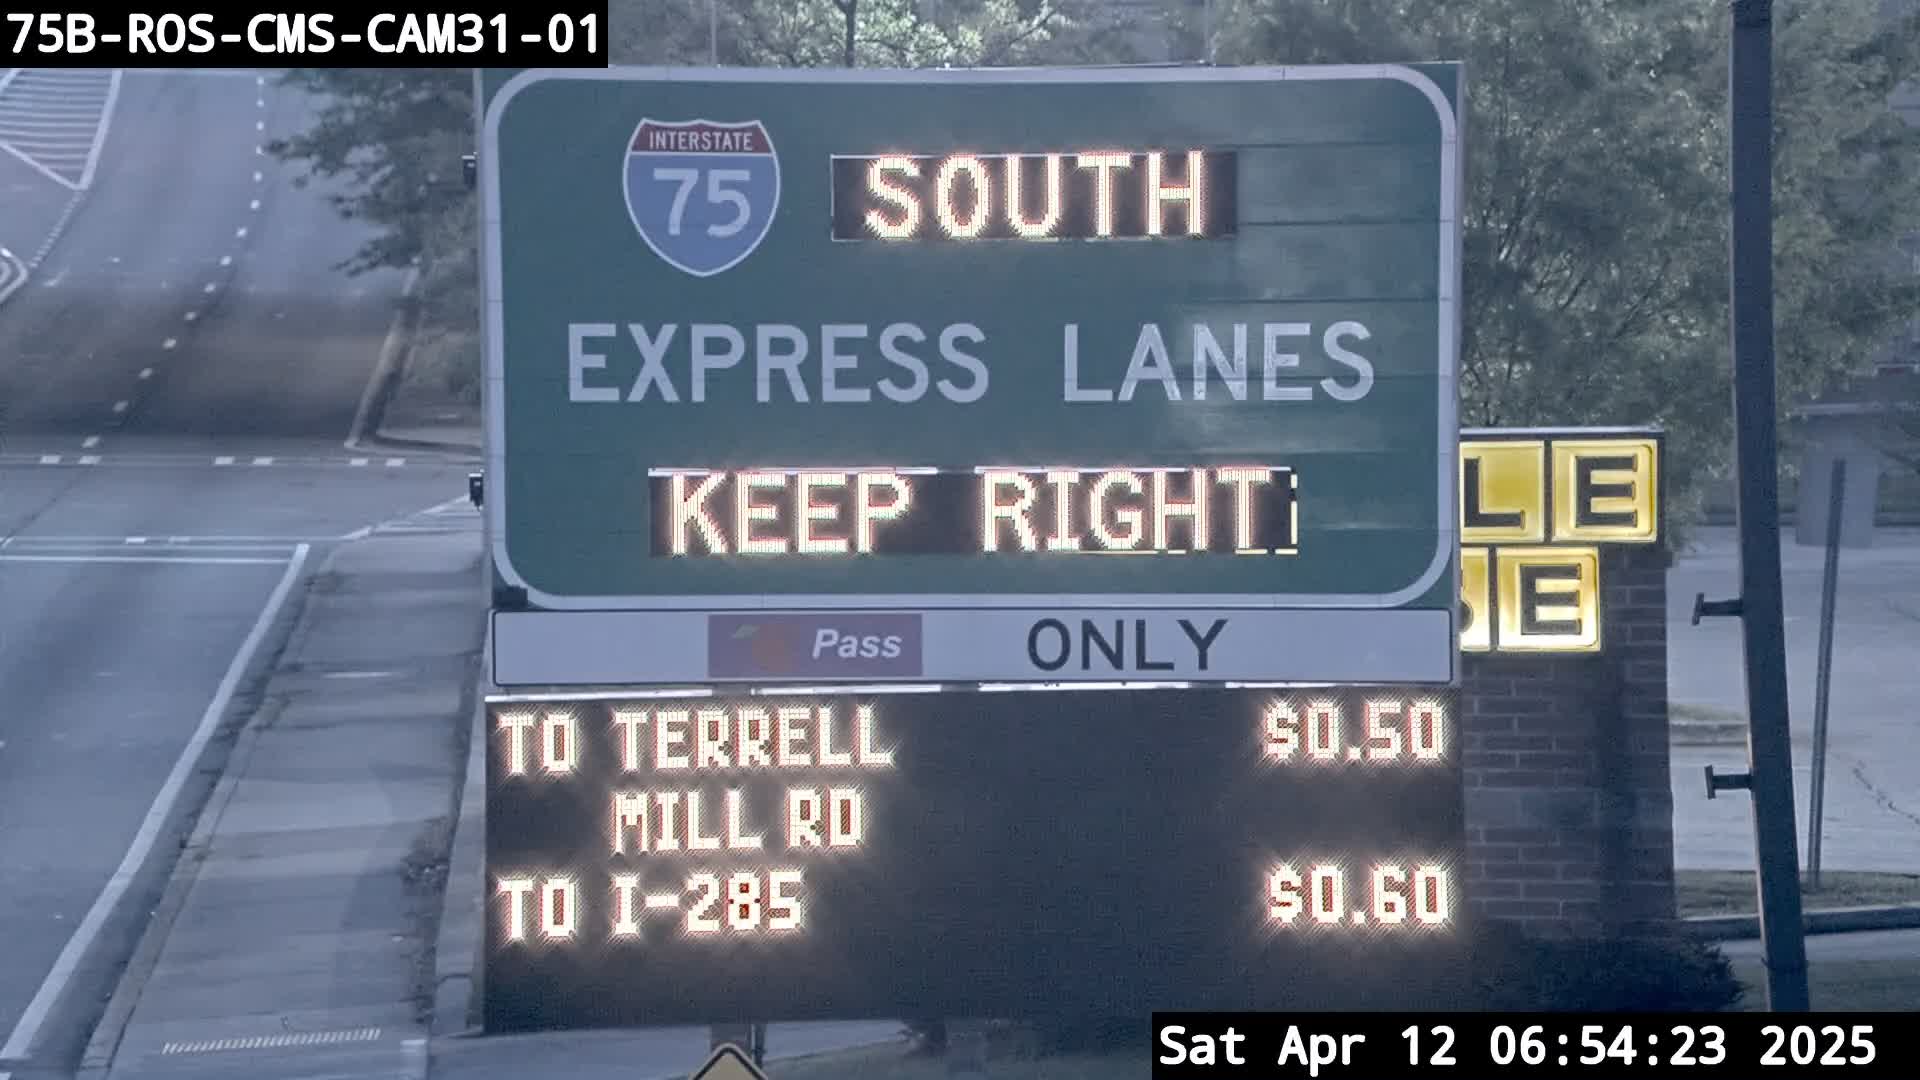 75B-ROS-CMS-CAM31-01
INTERSTATE
75
SOUTH
EXPRESS LANES
KEEP RIGHT
Pass ONLY
TO TERRELL $0.50
MILL RD
TO I-285 $0.60
LE
E
Sat Apr 12 06:54:23 2025